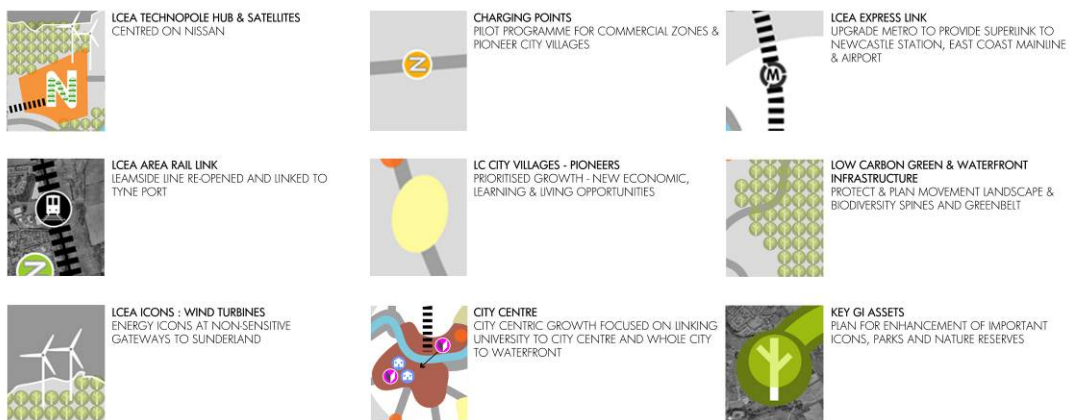 LCEA TECHNOPOLE HUB & SATELLITES
CENTRED ON NISSAN
N
CHARGING POINTS
PILOT PROGRAMME FOR COMMERCIAL ZONES &
PIONEER CITY VILLAGES
Z
LCEA EXPRESS LINK
UPGRADE METRO TO PROVIDE SUPERLINK TO
NEWCASTLE STATION, EAST COAST MAINLINE
& AIRPORT
M
LCEA AREA RAIL LINK
LEAMSIDE LINE RE-OPENED AND LINKED TO
TYNE PORT
Z
LC CITY VILLAGES - PIONEERS
PRIORITISED GROWTH - NEW ECONOMIC,
LEARNING & LIVING OPPORTUNITIES
LOW CARBON GREEN & WATERFRONT
INFRASTRUCTURE
PROTECT & PLAN MOVEMENT LANDSCAPE &
BIODIVERSITY SPINES AND GREENBELT
LCEA ICONS : WIND TURBINES
ENERGY ICONS AT NON-SENSITIVE
GATEWAYS TO SUNDERLAND
CITY CENTRE
CITY CENTRIC GROWTH FOCUSED ON LINKING
UNIVERSITY TO CITY CENTRE AND WHOLE CITY
TO WATERFRONT
KEY GI ASSETS
PLAN FOR ENHANCEMENT OF IMPORTANT
ICONS, PARKS AND NATURE RESERVES